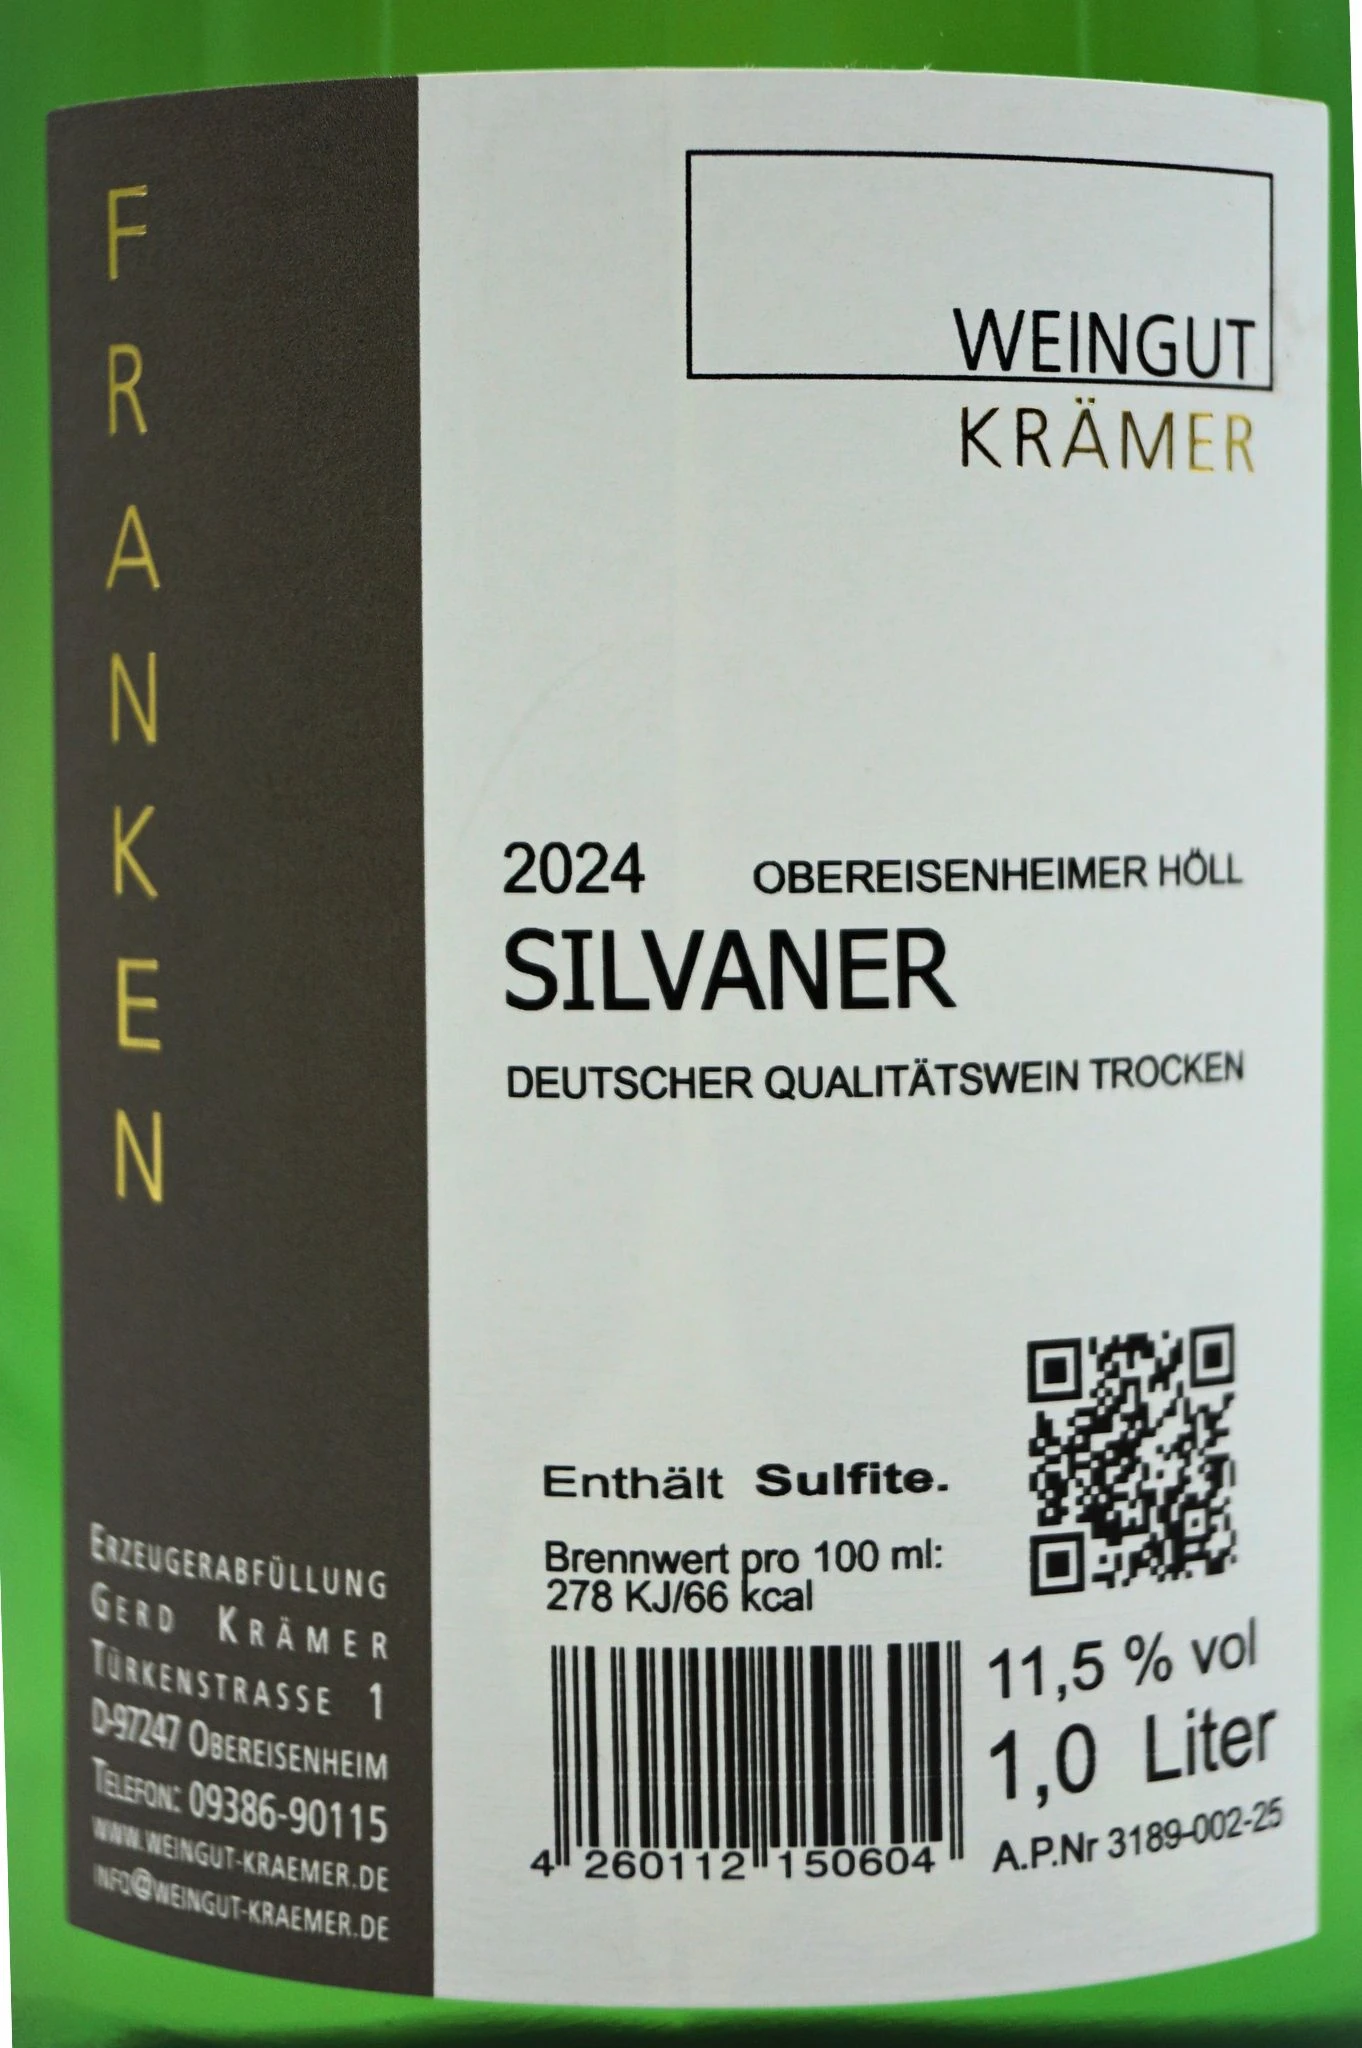 FRANKEN
WEINGUT
KRÄMER
2024 OBEREISENHEIMER HÖLL
SILVANER
DEUTSCHER QUALITÄTSWEIN TROCKEN
Enthält Sulfite.
Brennwert pro 100 ml:
278 KJ/66 kcal
11,5 % vol
1,0 Liter
A.P.Nr 3189-002-25
4 260112 150604
ERZEUGERABFÜLLUNG
GERD KRÄMER
TÜRKENSTRASSE 1
D-97247 OBEREISENHEIM
TELEFON: 09386-90115
WWW.WEINGUT-KRAEMER.DE
INFO@WEINGUT-KRAEMER.DE